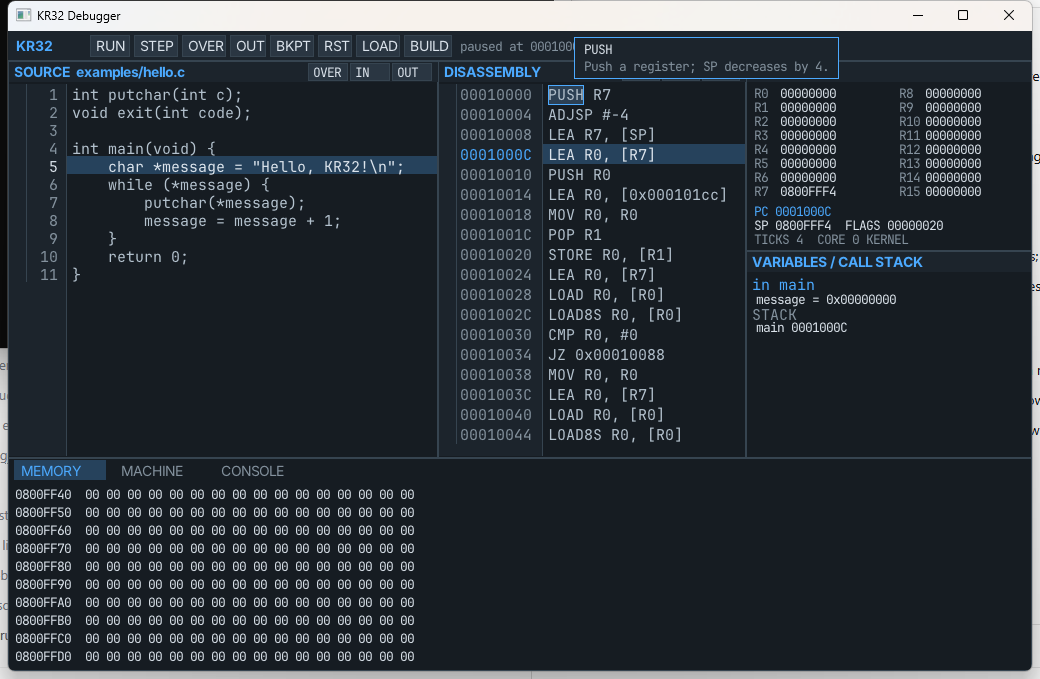 KR32 Debugger
KR32 RUN STEP OVER OUT BKPT RST LOAD BUILD paused at 000100
PUSH
Push a register; SP decreases by 4.
SOURCE examples/hello.c OVER IN OUT
1 int putchar(int c);
2 void exit(int code);
3
4 int main(void) {
5     char *message = "Hello, KR32!\n";
6     while (*message) {
7         putchar(*message);
8         message = message + 1;
9     }
10     return 0;
11 }
DISASSEMBLY
00010000 PUSH R7
00010004 ADJSP #-4
00010008 LEA R7, [SP]
0001000C LEA R0, [R7]
00010010 PUSH R0
00010014 LEA R0, [0x000101cc]
00010018 MOV R0, R0
0001001C POP R1
00010020 STORE R0, [R1]
00010024 LEA R0, [R7]
00010028 LOAD R0, [R0]
0001002C LOAD8S R0, [R0]
00010030 CMP R0, #0
00010034 JZ 0x00010088
00010038 MOV R0, R0
0001003C LEA R0, [R7]
00010040 LOAD R0, [R0]
00010044 LOAD8S R0, [R0]
R0 00000000 R8 00000000
R1 00000000 R9 00000000
R2 00000000 R10 00000000
R3 00000000 R11 00000000
R4 00000000 R12 00000000
R5 00000000 R13 00000000
R6 00000000 R14 00000000
R7 0800FFF4 R15 00000000
PC 0001000C
SP 0800FFF4 FLAGS 00000020
TICKS 4 CORE 0 KERNEL
VARIABLES / CALL STACK
in main
message = 0x00000000
STACK
main 0001000C
MEMORY MACHINE CONSOLE
0800FF40 00 00 00 00 00 00 00 00 00 00 00 00 00 00 00 00
0800FF50 00 00 00 00 00 00 00 00 00 00 00 00 00 00 00 00
0800FF60 00 00 00 00 00 00 00 00 00 00 00 00 00 00 00 00
0800FF70 00 00 00 00 00 00 00 00 00 00 00 00 00 00 00 00
0800FF80 00 00 00 00 00 00 00 00 00 00 00 00 00 00 00 00
0800FF90 00 00 00 00 00 00 00 00 00 00 00 00 00 00 00 00
0800FFA0 00 00 00 00 00 00 00 00 00 00 00 00 00 00 00 00
0800FFB0 00 00 00 00 00 00 00 00 00 00 00 00 00 00 00 00
0800FFC0 00 00 00 00 00 00 00 00 00 00 00 00 00 00 00 00
0800FFD0 00 00 00 00 00 00 00 00 00 00 00 00 00 00 00 00